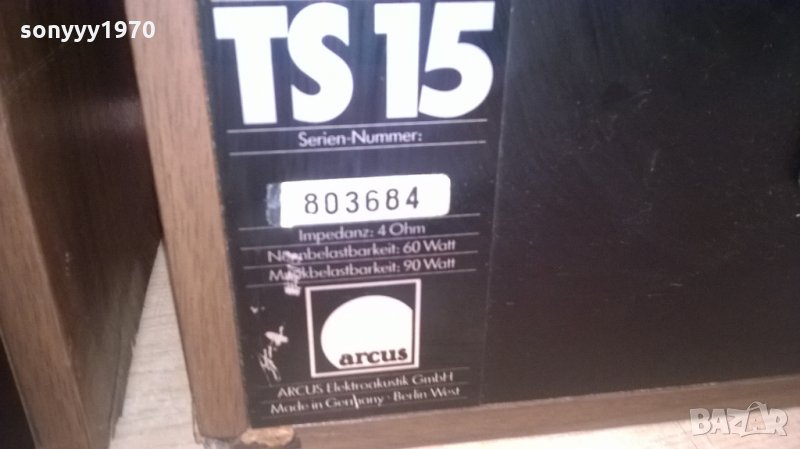 sonyyy1970
TS 15
Serien-Nummer:
803684
Impedanz: 4 Ohm
Nennbelastbarkeit: 60 Watt
Musikbelastbarkeit: 90 Watt
arcus
ARCUS Elektroakustik GmbH
Made in Germany · Berlin West
BAZAR